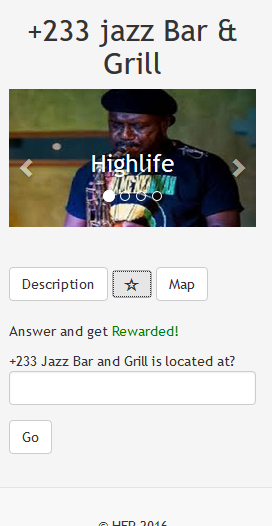 +233 jazz Bar &
Grill
Highlife
Description
☆
Map
Answer and get Rewarded!
+233 Jazz Bar and Grill is located at?
Go
© HFP 2016